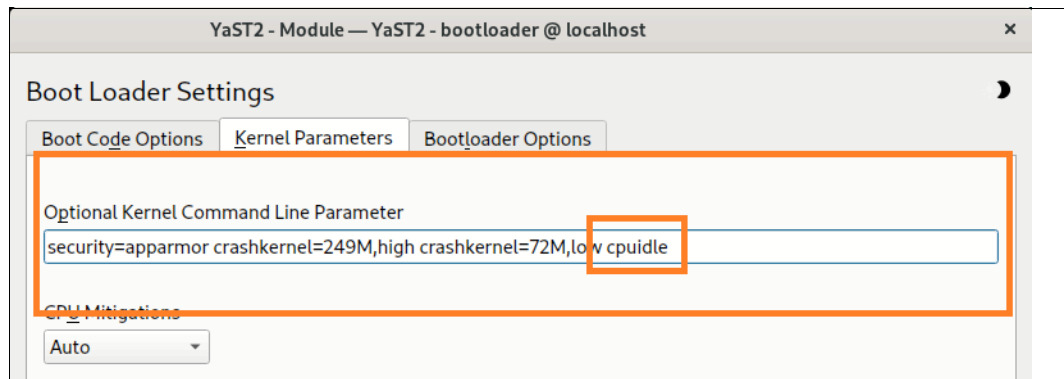 YaST2 - Module — YaST2 - bootloader @ localhost ×
Boot Loader Settings
Boot Code Options Kernel Parameters Bootloader Options
Optional Kernel Command Line Parameter
security=apparmor crashkernel=249M,high crashkernel=72M,low cpuidle
CPU Mitigations
Auto